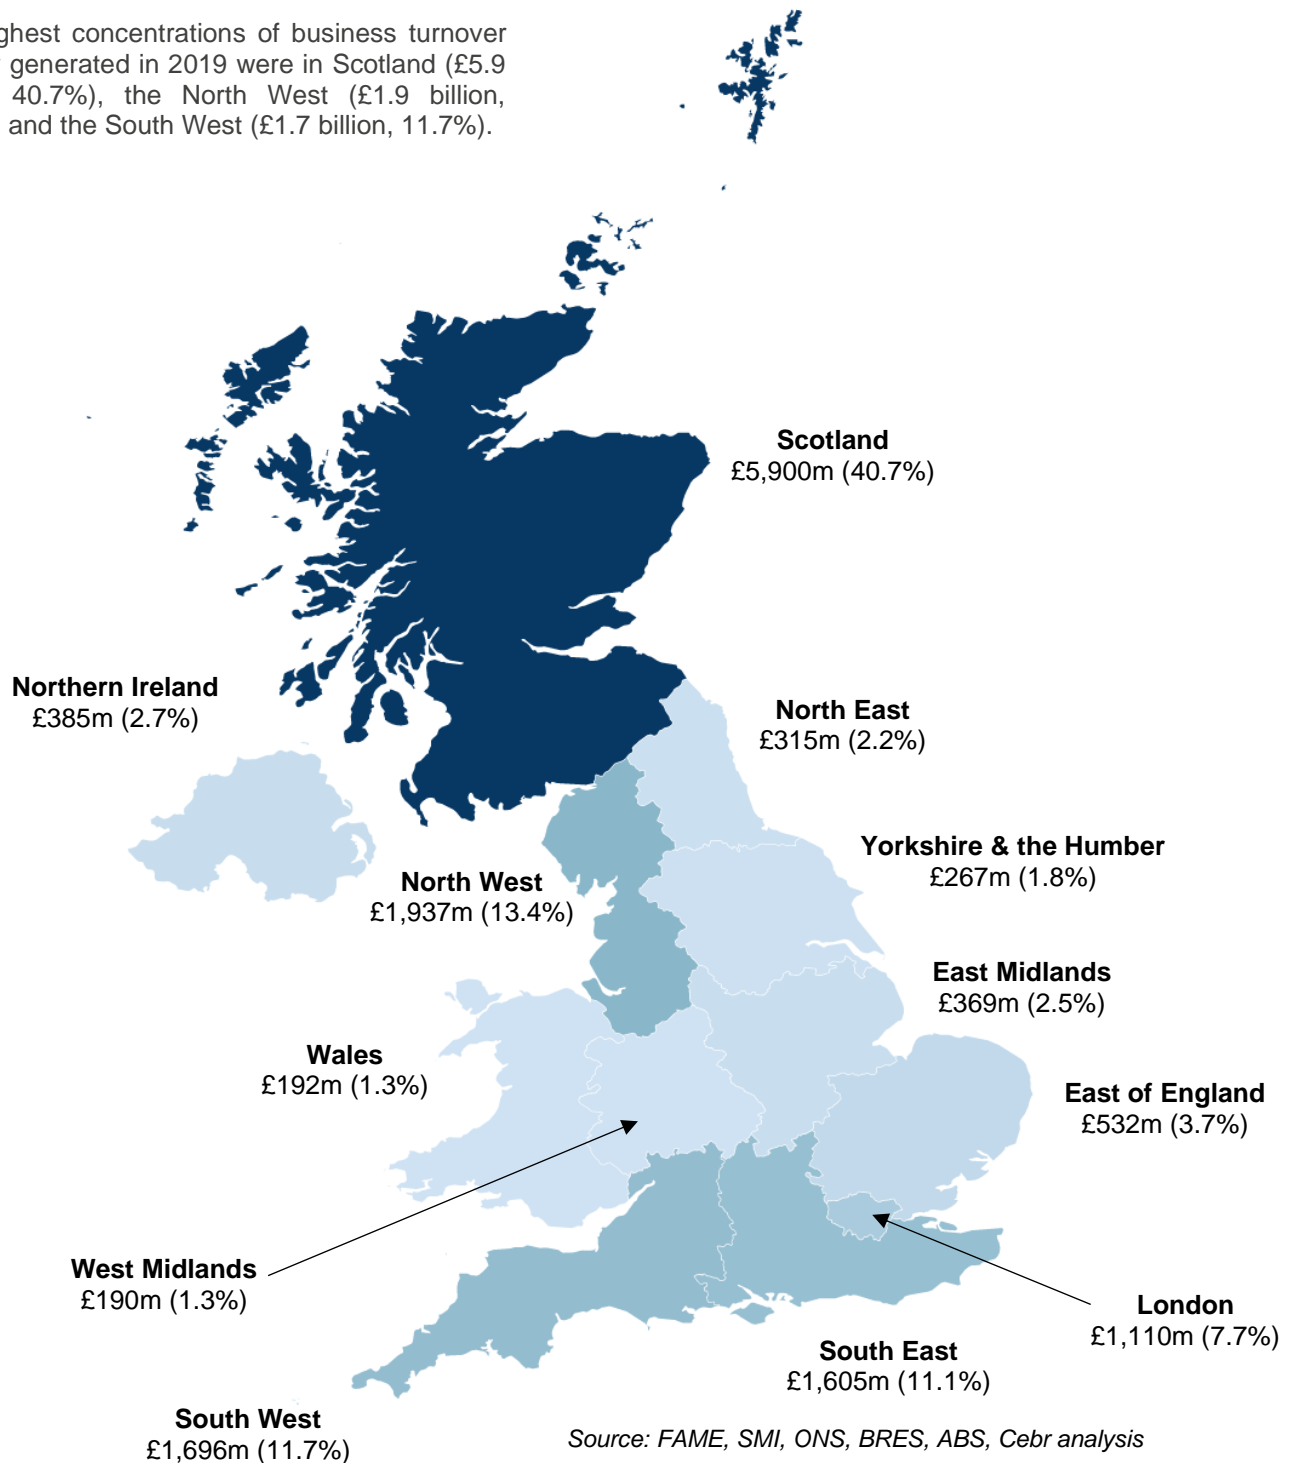 ghest concentrations of business turnover
generated in 2019 were in Scotland (£5.9
40.7%), the North West (£1.9 billion,
and the South West (£1.7 billion, 11.7%).
Scotland
£5,900m (40.7%)
Northern Ireland
£385m (2.7%)
North East
£315m (2.2%)
Yorkshire & the Humber
£267m (1.8%)
North West
£1,937m (13.4%)
East Midlands
£369m (2.5%)
Wales
£192m (1.3%)
East of England
£532m (3.7%)
West Midlands
£190m (1.3%)
London
£1,110m (7.7%)
South East
£1,605m (11.1%)
South West
£1,696m (11.7%)
Source: FAME, SMI, ONS, BRES, ABS, Cebr analysis